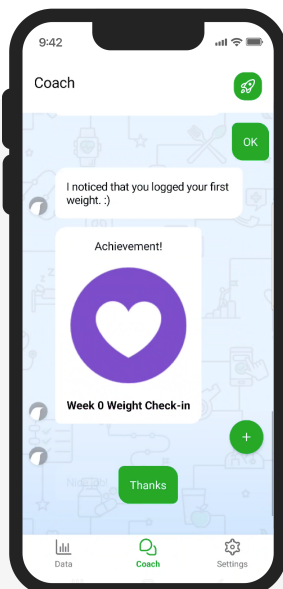 9:42
Coach
OK
I noticed that you logged your first
weight. :)
Achievement!
Week 0 Weight Check-in
+
Thanks
Data
Coach
Settings